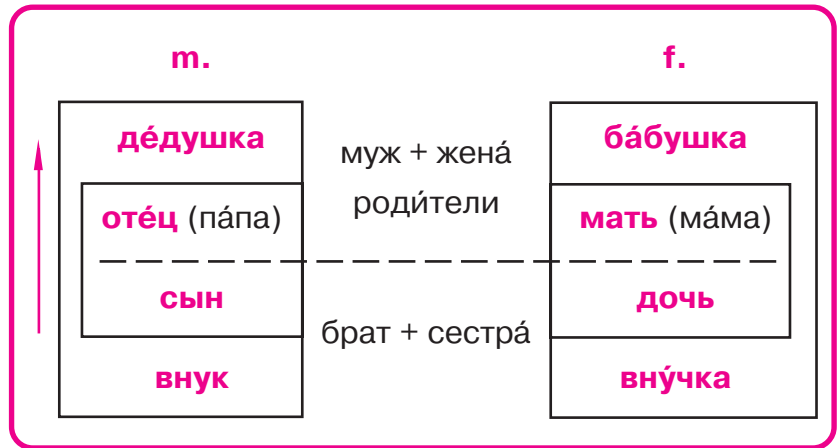 m. f.
де́душка муж + жена́ ба́бушка
оте́ц (па́па) роди́тели мать (ма́ма)
сын брат + сестра́ дочь
внук вну́чка